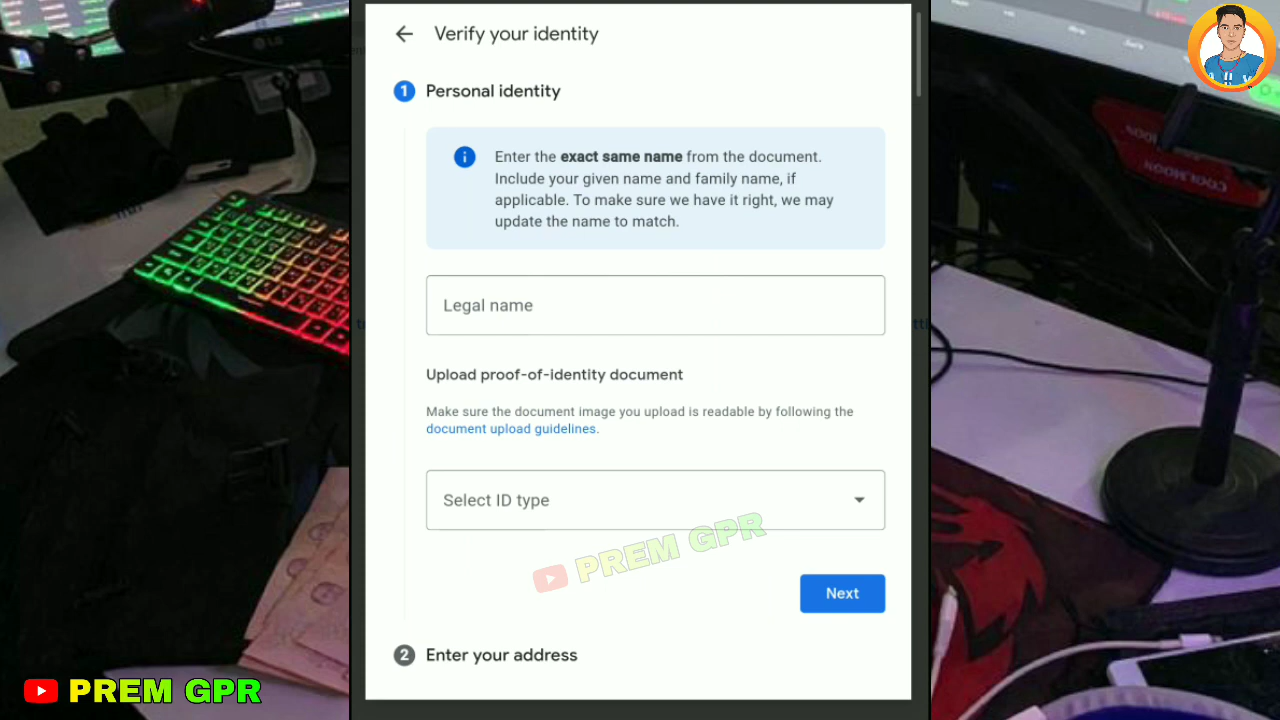 Verify your identity
1 Personal identity
Enter the exact same name from the document.
Include your given name and family name, if
applicable. To make sure we have it right, we may
update the name to match.
Legal name
Upload proof-of-identity document
Make sure the document image you upload is readable by following the
document upload guidelines.
Select ID type
PREM GPR
Next
2 Enter your address
PREM GPR
LG
COOLMOON